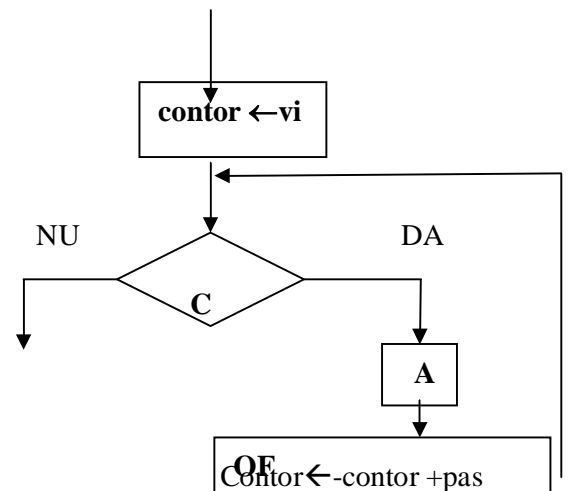 contor ←vi
NU
DA
C
A
OF
Contor←-contor +pas